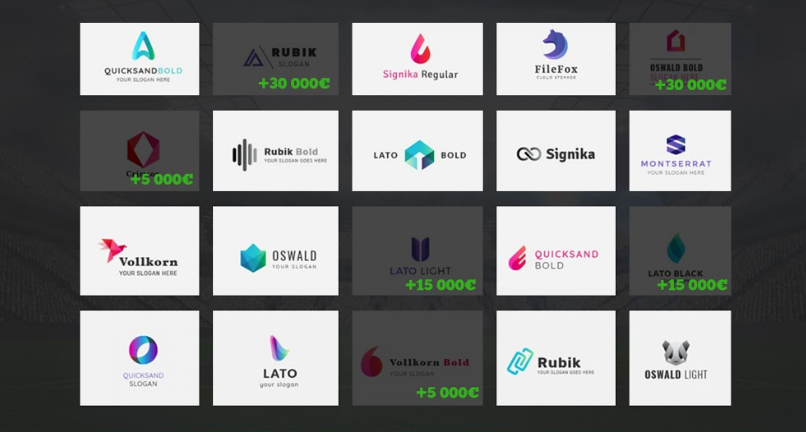 QUICKSANDBOLD
YOUR SLOGAN HERE
RUBIK
SLOGAN
+30 000€
Signika Regular
FileFox
CLOUD STORAGE
OSWALD BOLD
+30 000€
+5 000€
Rubik Bold
YOUR SLOGAN GOES HERE
LATO BOLD
Signika
MONTSERRAT
YOUR SLOGAN HERE
Vollkorn
YOUR SLOGAN HERE
OSWALD
YOUR SLOGAN
LATO LIGHT
+15 000€
QUICKSAND
BOLD
LATO BLACK
+15 000€
QUICKSAND
SLOGAN
LATO
your slogan
Vollkorn Bold
YOUR SLOGAN
+5 000€
Rubik
YOUR SLOGAN GOES HERE
OSWALD LIGHT